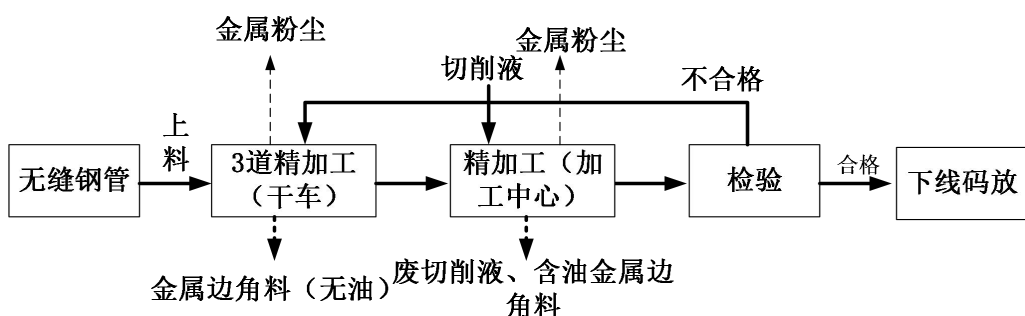 金属粉尘
金属粉尘
切削液
不合格
上
料
无缝钢管
3道精加工
（干车）
精加工（加
工中心）
检验
合格
下线码放
金属边角料（无油）
废切削液、含油金属边
角料